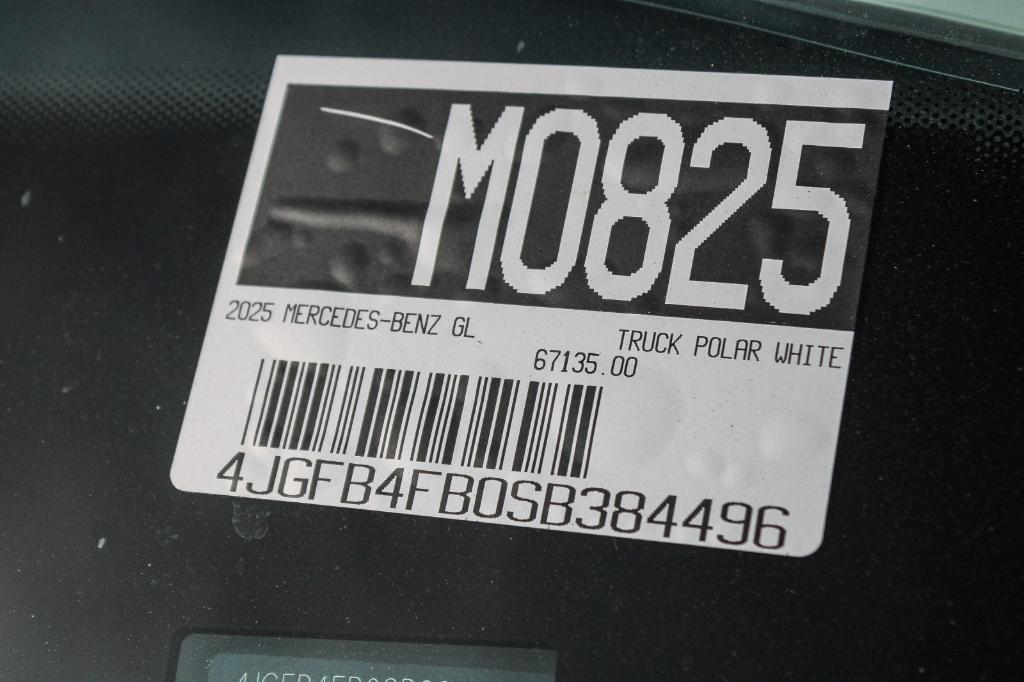 M0825
2025 MERCEDES-BENZ GL
TRUCK POLAR WHITE
67135.00
4JGFB4FB0SB384496